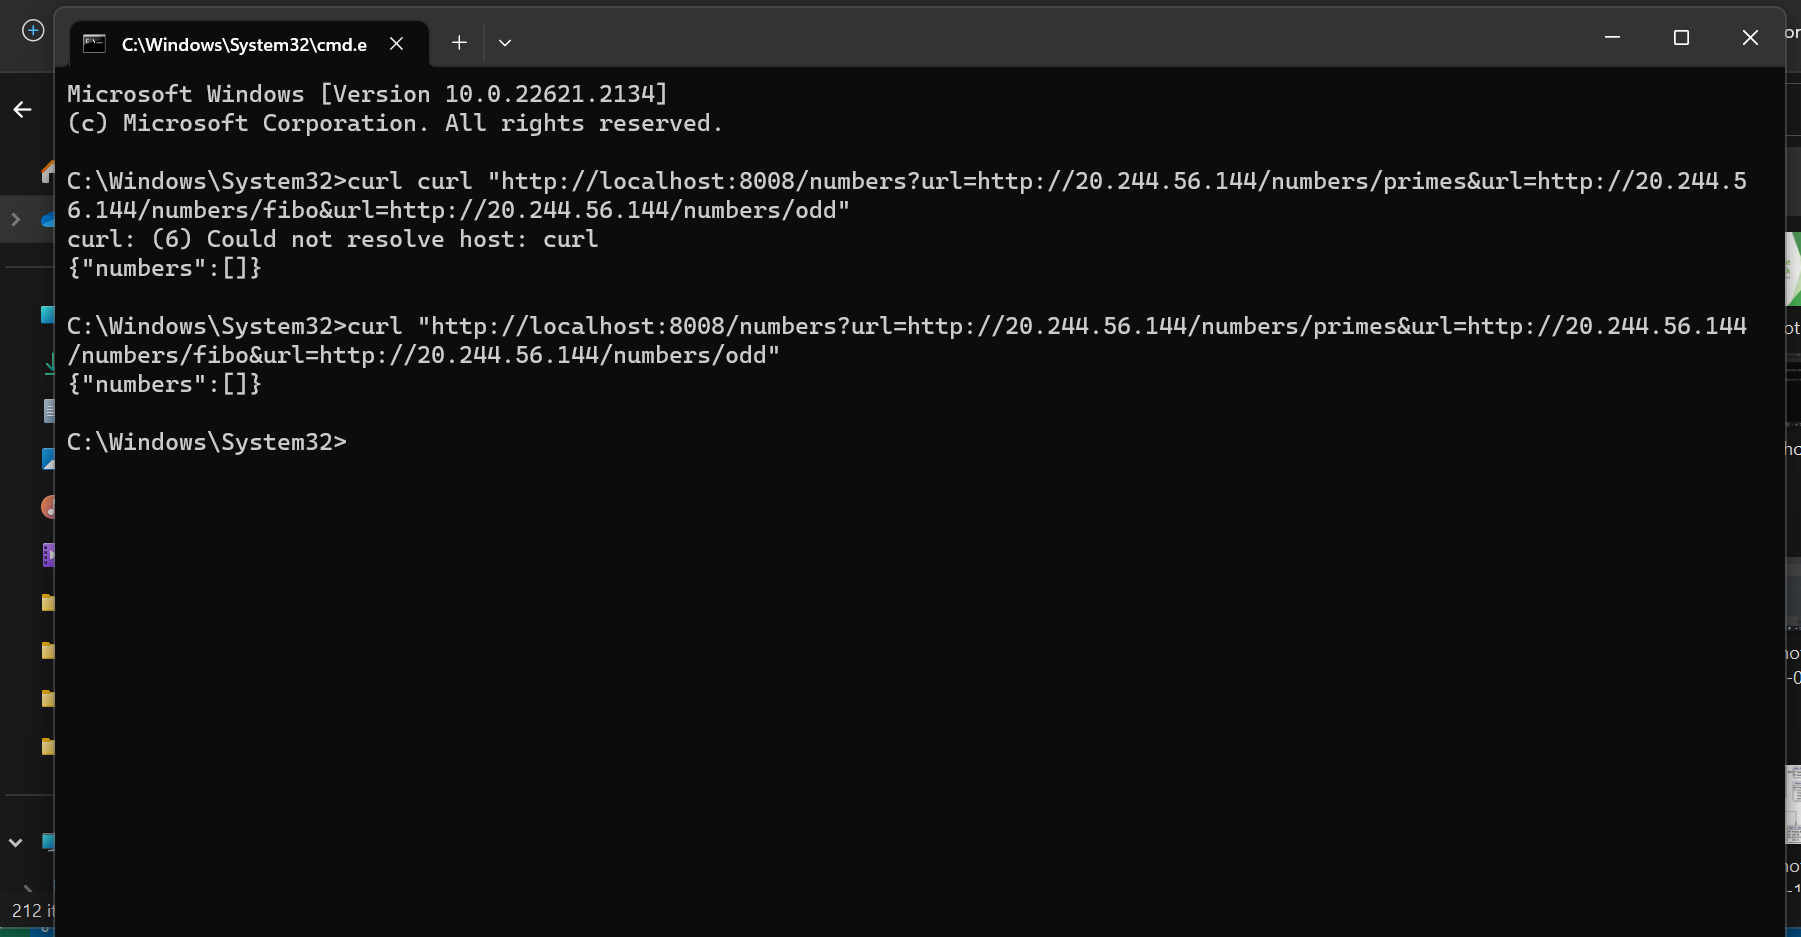 C:\Windows\System32\cmd.e
Microsoft Windows [Version 10.0.22621.2134]
(c) Microsoft Corporation. All rights reserved.
C:\Windows\System32>curl curl "http://localhost:8008/numbers?url=http://20.244.56.144/numbers/primes&url=http://20.244.5
6.144/numbers/fibo&url=http://20.244.56.144/numbers/odd"
curl: (6) Could not resolve host: curl
{"numbers":[]}
C:\Windows\System32>curl "http://localhost:8008/numbers?url=http://20.244.56.144/numbers/primes&url=http://20.244.56.144
/numbers/fibo&url=http://20.244.56.144/numbers/odd"
{"numbers":[]}
C:\Windows\System32>
212